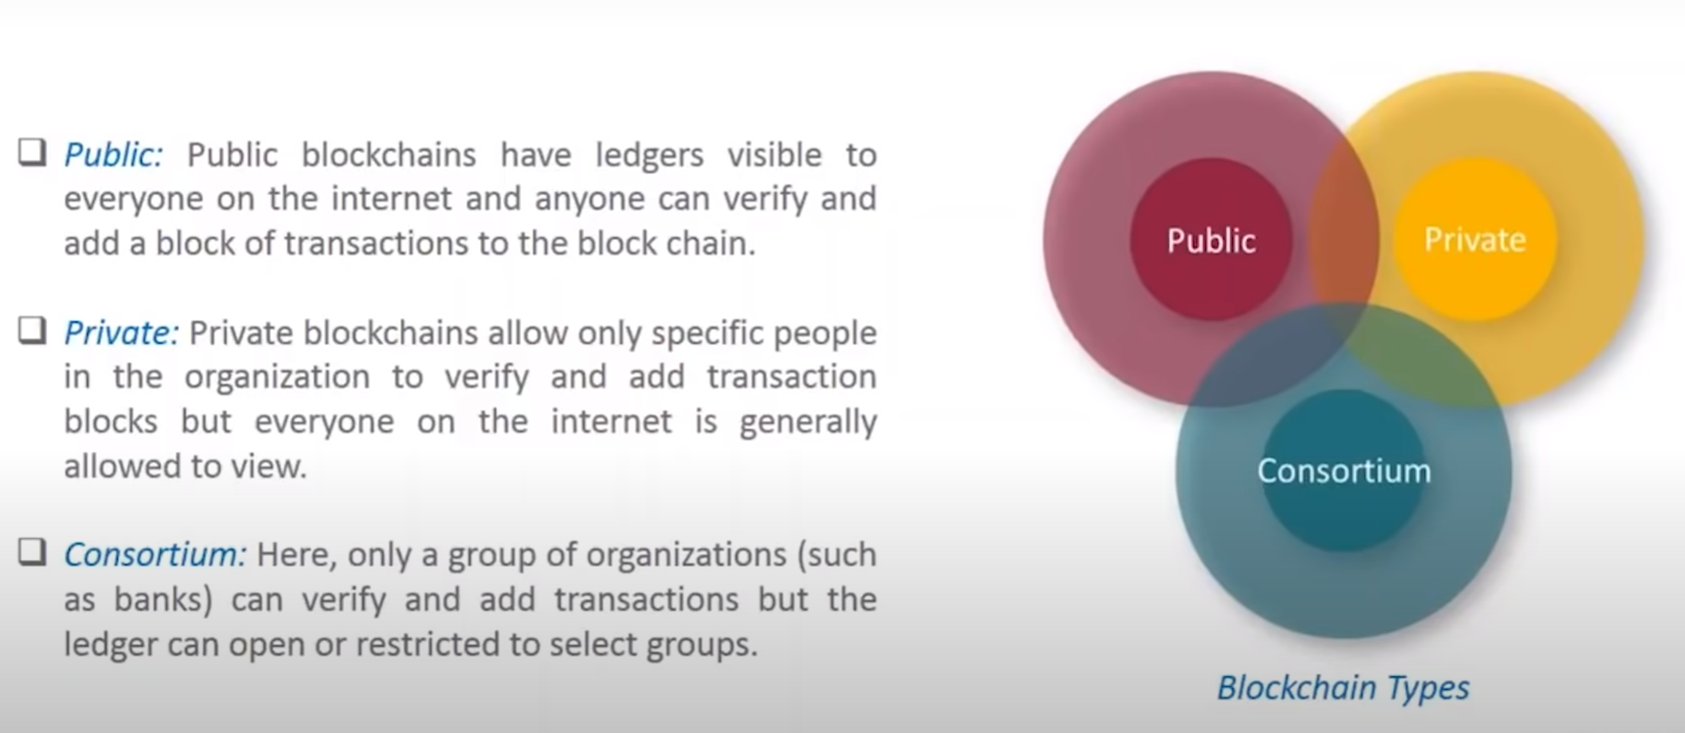 Public: Public blockchains have ledgers visible to
everyone on the internet and anyone can verify and
add a block of transactions to the block chain.
Private: Private blockchains allow only specific people
in the organization to verify and add transaction
blocks but everyone on the internet is generally
allowed to view.
Consortium: Here, only a group of organizations (such
as banks) can verify and add transactions but the
ledger can open or restricted to select groups.
Public
Private
Consortium
Blockchain Types